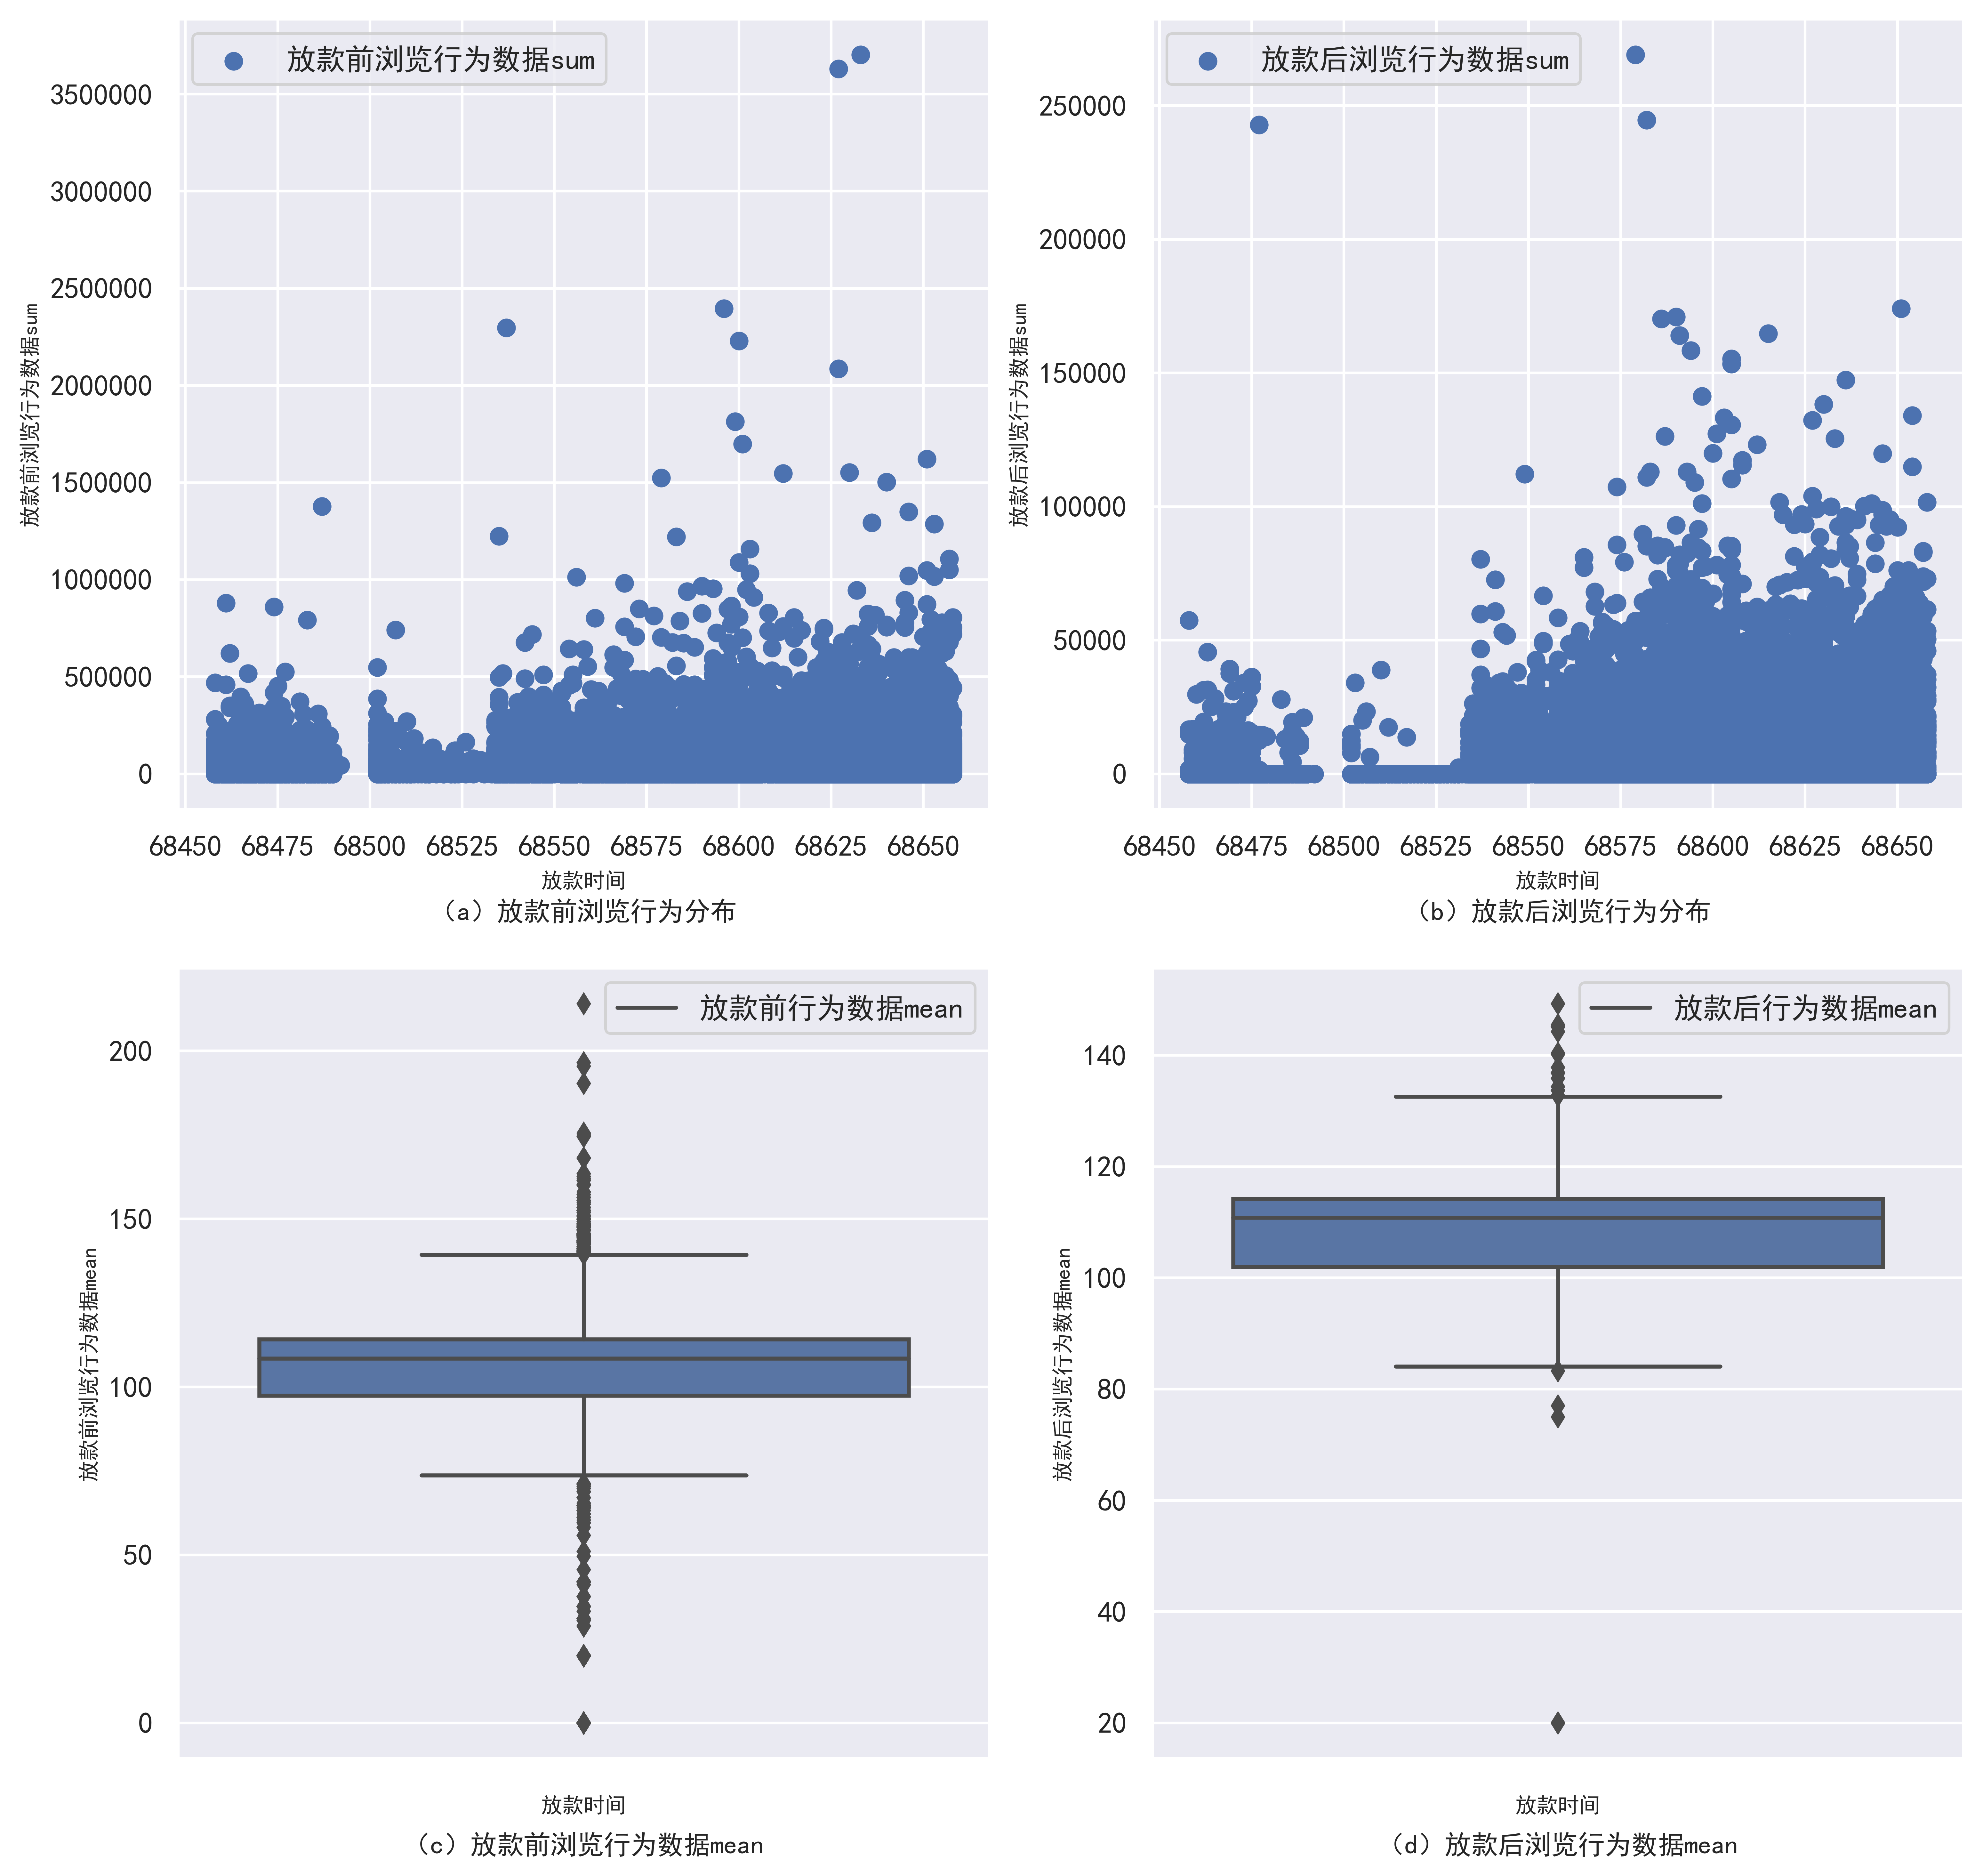 放款前浏览行为数据sum
3500000
3000000
2500000
2000000
1500000
1000000
500000
0
放款前浏览行为数据sum
68450 68475 68500 68525 68550 68575 68600 68625 68650
放款时间
（a）放款前浏览行为分布
放款后浏览行为数据sum
250000
200000
150000
100000
50000
0
放款后浏览行为数据sum
68450 68475 68500 68525 68550 68575 68600 68625 68650
放款时间
（b）放款后浏览行为分布
放款前行为数据mean
200
150
100
50
0
放款前浏览行为数据mean
放款时间
（c）放款前浏览行为数据mean
放款后行为数据mean
140
120
100
80
60
40
20
放款后浏览行为数据mean
放款时间
（d）放款后浏览行为数据mean